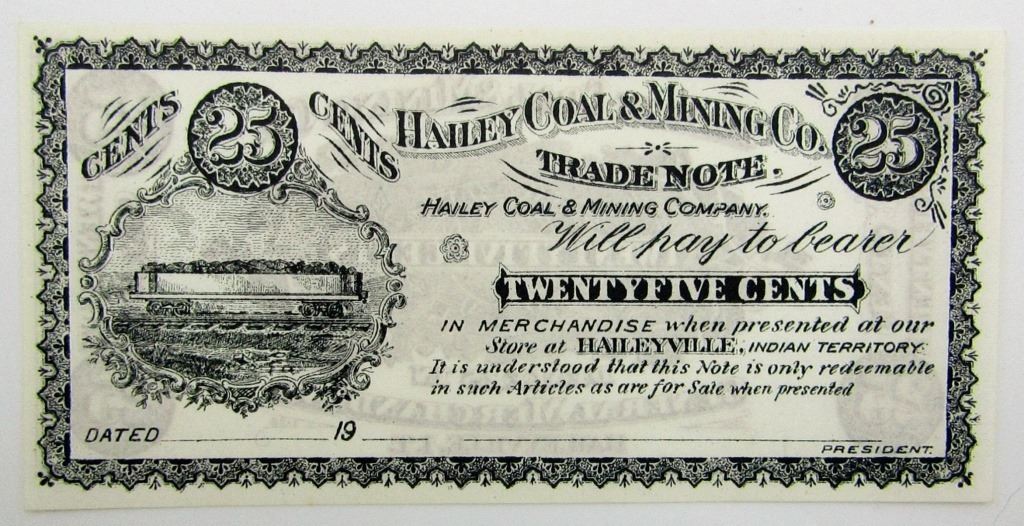 CENTS 25 CENTS
HAILEY COAL & MINING CO.
25
TRADE NOTE.
HAILEY COAL & MINING COMPANY.
Will pay to bearer
TWENTYFIVE CENTS
IN MERCHANDISE when presented at our
Store at HAILEYVILLE, INDIAN TERRITORY.
It is understood that this Note is only redeemable
in such Articles as are for Sale when presented
DATED 19
PRESIDENT.